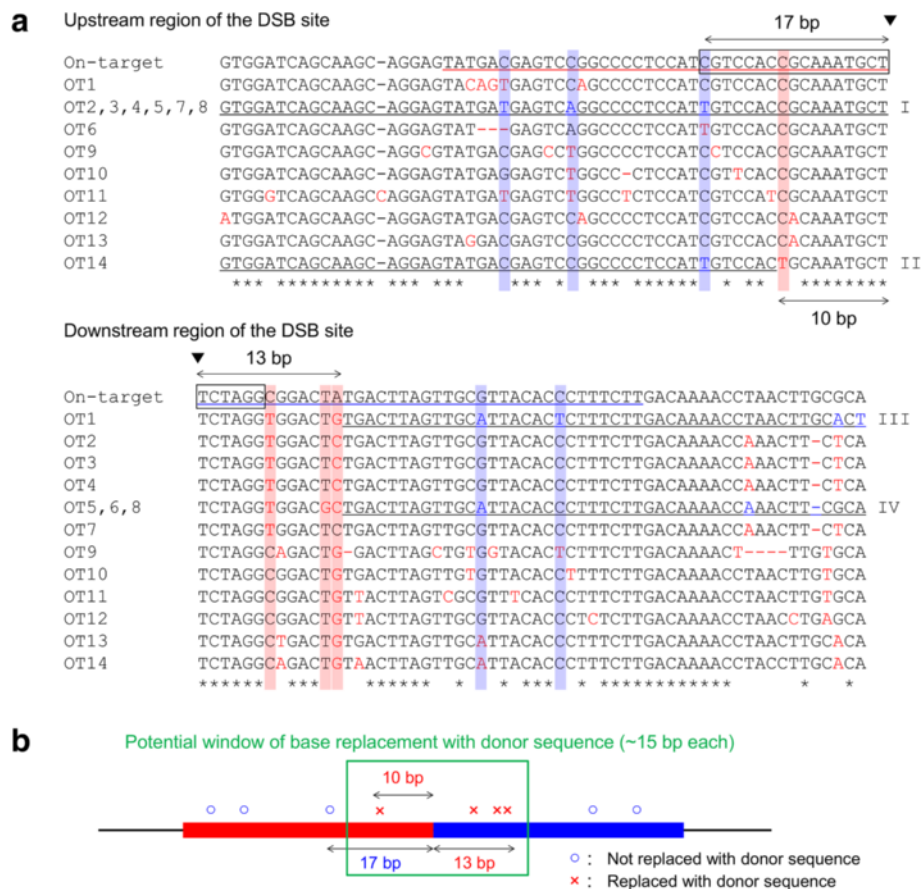 a
Upstream region of the DSB site
17 bp
On-target GTGGATCAGCAAGC-AGGAGTATGACGAGTCCGGCCCCTCCATCGTCCACCGCAAATGCT
OT1 GTGGATCAGCAAGC-AGGAGTACAGTGAGTCCAGCCCCTCCATCGTCCACCGCAAATGCT
OT2,3,4,5,7,8 GTGGATCAGCAAGC-AGGAGTATGATGAGTCAGGCCCCTCCATTGTCCACCGCAAATGCT I
OT6 GTGGATCAGCAAGC-AGGAGTAT---GAGTCAGGCCCCTCCATTGTCCACCGCAAATGCT
OT9 GTGGATCAGCAAGC-AGGCGTATGACGAGCCTGGCCCCTCCATCCTCCACCGCAAATGCT
OT10 GTGGATCAGCAAGC-AGGAGTATGAGGAGTCTGGCC-CTCCATCGTTCACCGCAAATGCT
OT11 GTGGGTCAGCAAGCCAGGAGTATGATGAGTCTGGCCTCTCCATCGTCCATCGCAAATGCT
OT12 ATGGATCAGCAAGC-AGGAGTATGACGAGTCCAGCCCCTCCATCGTCCACCACAAATGCT
OT13 GTGGATCAGCAAGC-AGGAGTAGGACGAGTCCGGCCCCTCCATCGTCCACCACAAATGCT
OT14 GTGGATCAGCAAGC-AGGAGTATGACGAGTCCGGCCCCTCCATTGTCCACTGCAAATGCT II
*** ********* *** *** *** * *** ***** *** ** ********
10 bp
Downstream region of the DSB site
13 bp
On-target TCTAGGCGGACTATGACTTAGTTGCGTTACACCCTTTCTTGACAAAACCTAACTTGCGCA
OT1 TCTAGGTGGACTGTGACTTAGTTGCATTACACTCTTTCTTGACAAAACCTAACTTGCACT III
OT2 TCTAGGTGGACTCTGACTTAGTTGCGTTACACCCTTTCTTGACAAAACCAAACTT-CTCA
OT3 TCTAGGTGGACTCTGACTTAGTTGCGTTACACCCTTTCTTGACAAAACCAAACTT-CTCA
OT4 TCTAGGTGGACTCTGACTTAGTTGCGTTACACCCTTTCTTGACAAAACCAAACTT-CTCA
OT5,6,8 TCTAGGTGGACGCTGACTTAGTTGCATTACACCCTTTCTTGACAAAACCAAACTT-CGCA IV
OT7 TCTAGGTGGACTCTGACTTAGTTGCGTTACACCCTTTCTTGACAAAACCAAACTT-CTCA
OT9 TCTAGGCAGACTG-GACTTAGCTGTGGTACACTCTTTCTTGACAAAACT----TTGTGCA
OT10 TCTAGGCGGACTGTGACTTAGTTGTGTTACACCTTTTCTTGACAAAACCTAACTTGTGCA
OT11 TCTAGGCGGACTGTTACTTAGTCGCGTTTCACCCTTTCTTGACAAAACCTAACTTGTGCA
OT12 TCTAGGCGGACTGTTACTTAGTTGCGTTACACCCTCTCTTGACAAAACCTAACCTGAGCA
OT13 TCTAGGCTGACTGTGACTTAGTTGCATTACACCCTTTCTTGACAAAACCTAACTTGCACA
OT14 TCTAGGCAGACTGTAACTTAGTTGCATTACACCCTTTCTTGACAAAACCTACCTTGCACA
****** *** ****** * * *** * ************ * *
b
Potential window of base replacement with donor sequence (~15 bp each)
10 bp
17 bp 13 bp
○ : Not replaced with donor sequence
× : Replaced with donor sequence